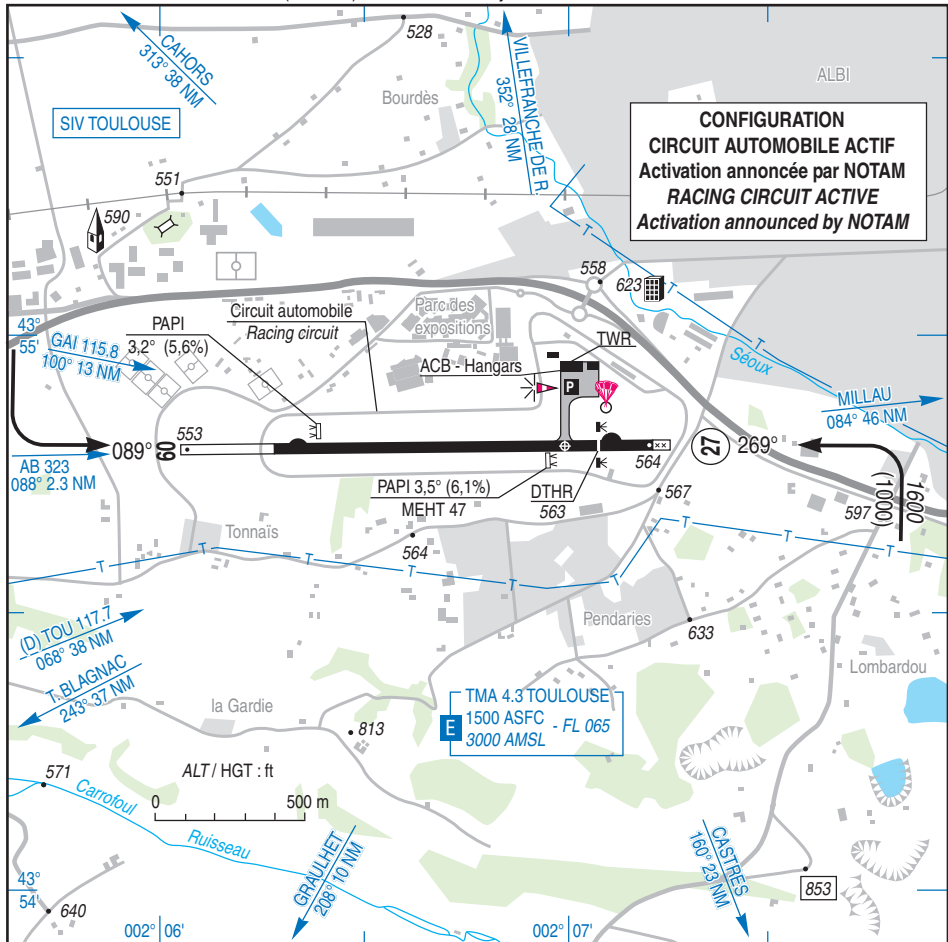 528
CAHORS
313° 38 NM
VILLEFRANCHE DE R.
352° 28 NM
ALBI
Bourdès
SIV TOULOUSE
CONFIGURATION
CIRCUIT AUTOMOBILE ACTIF
Activation annoncée par NOTAM
RACING CIRCUIT ACTIVE
Activation announced by NOTAM
551
590
558
623
43°
55'
GAI 115.8
100° 13 NM
PAPI
3,2° (5,6%)
Circuit automobile
Racing circuit
Parc des
expositions
TWR
ACB - Hangars
P
Séoux
MILLAU
084° 46 NM
089°
09
553
564
27
269°
AB 323
088° 2.3 NM
PAPI 3,5° (6,1%)
MEHT 47
DTHR
563
567
597
1600
(1000)
Tonnaïs
564
T
T
T
T
T
T
T
T
T
T
Pendaries
633
(D) TOU 117.7
068° 38 NM
T. BLAGNAC
243° 37 NM
Lombardou
la Gardie
813
E
TMA 4.3 TOULOUSE
1500 ASFC
3000 AMSL
- FL 065
571
ALT / HGT : ft
0 500 m
Carrofoul
Ruisseau
GRAULHET
208° 10 NM
CASTRES
160° 23 NM
853
43°
54'
640
002° 06'
002° 07'